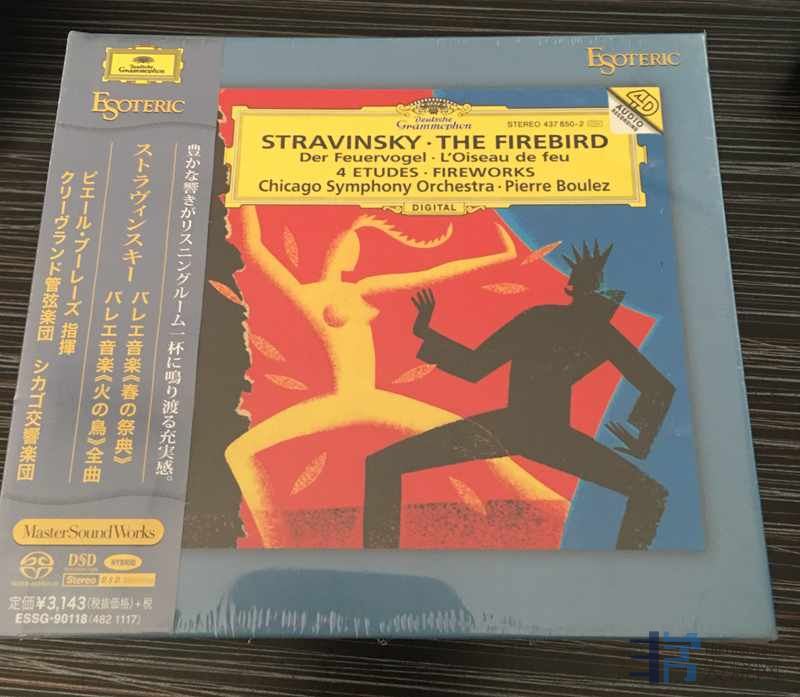 Deutsche
Grammophon
ESOTERIC
豊かな響きがリスニングルーム一杯に鳴り渡る充実感。
ストラヴィンスキー
バレエ音楽《春の祭典》
バレエ音楽《火の鳥》全曲
ピエール・ブーレーズ 指揮
クリーヴランド管弦楽団 シカゴ交響楽団
MasterSoundWorks
DSD
HYBRID
Stereo
定価¥3,143(税抜価格)+税
ESSG-90118(482 1117)
ESOTERIC
Deutsche
Grammophon
STEREO 437 850-2
4D
AUDIO
RECORDING
STRAVINSKY · THE FIREBIRD
Der Feuervogel · L'Oiseau de feu
4 ETUDES · FIREWORKS
Chicago Symphony Orchestra · Pierre Boulez
DIGITAL